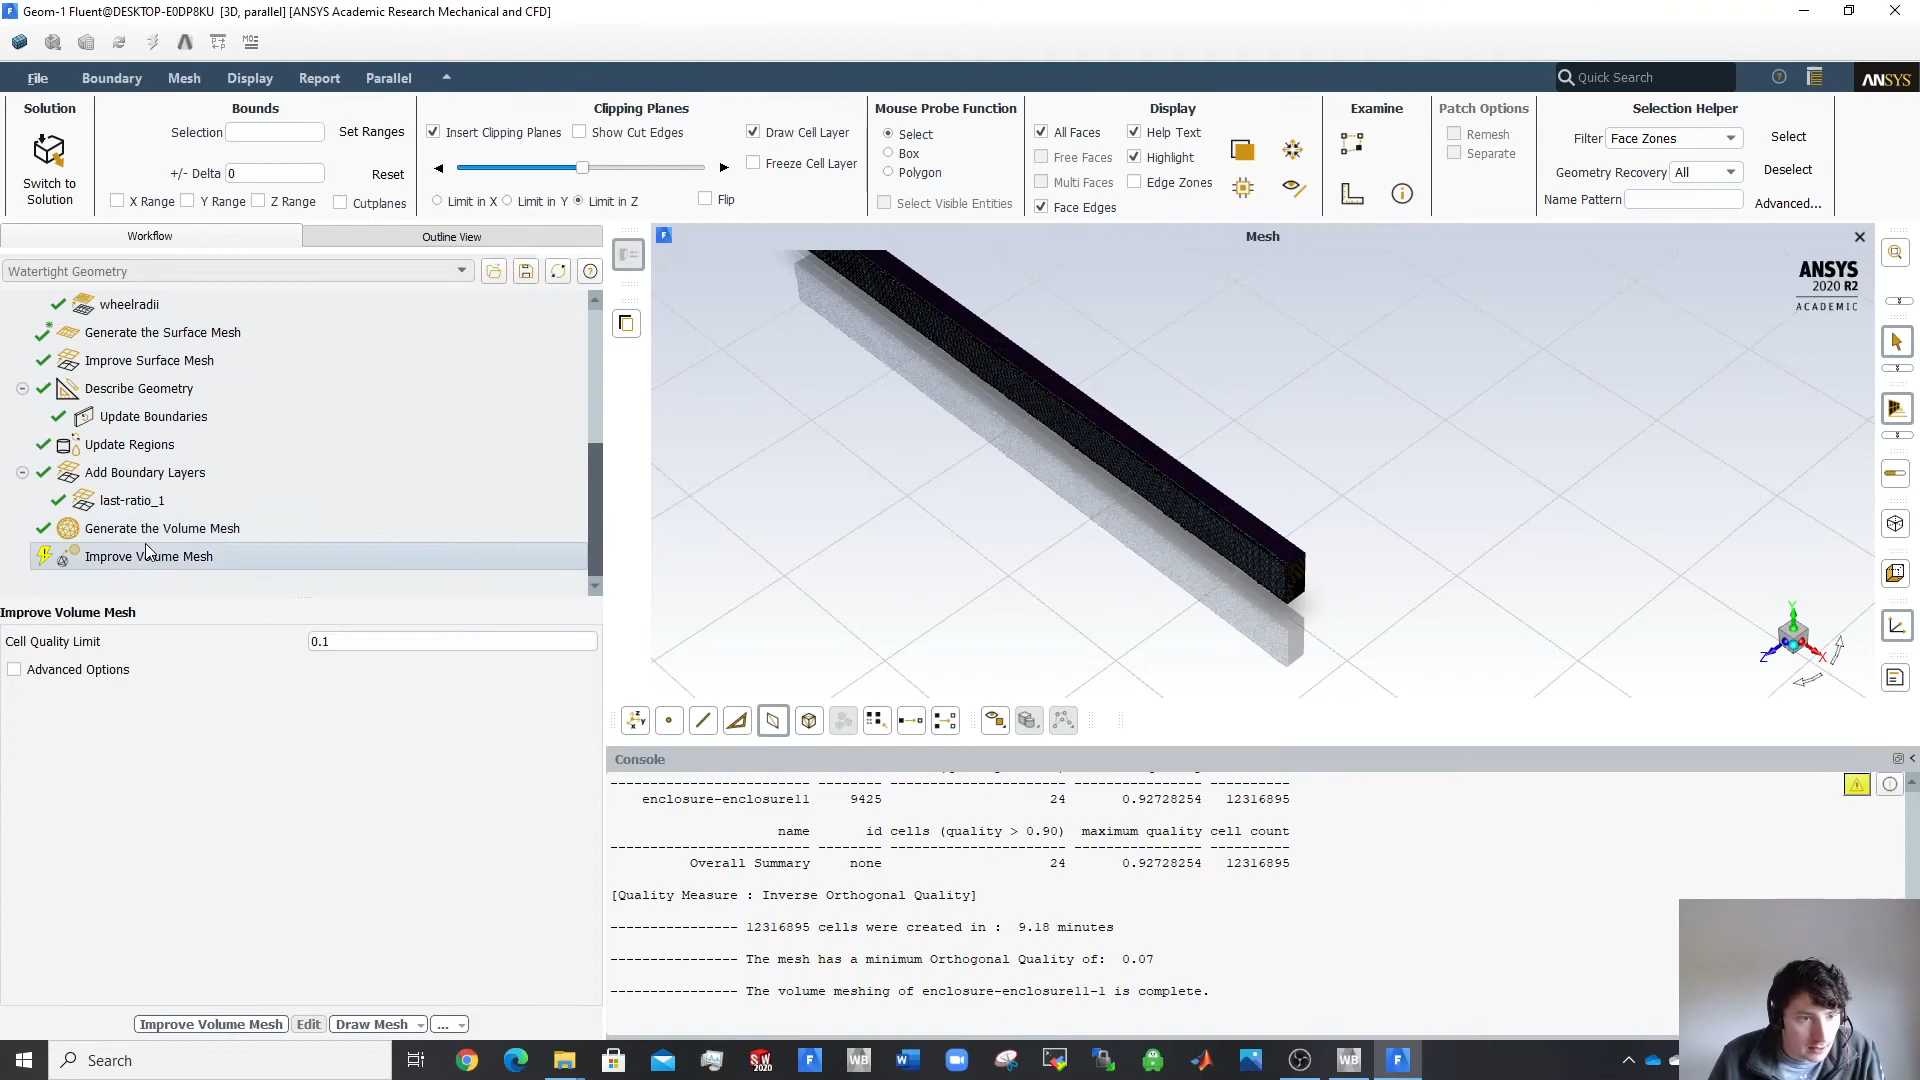 Geom-1 Fluent@DESKTOP-E0DP8KU [3D, parallel] [ANSYS Academic Research Mechanical and CFD]
File Boundary Mesh Display Report Parallel
Quick Search
ANSYS
Solution
Switch to
Solution
Bounds
Selection
Set Ranges
+/- Delta 0
Reset
X Range Y Range Z Range Cutplanes
Clipping Planes
Insert Clipping Planes Show Cut Edges Draw Cell Layer
Freeze Cell Layer
Limit in X Limit in Y Limit in Z Flip
Mouse Probe Function
Select
Box
Polygon
Select Visible Entities
Display
All Faces Help Text
Free Faces Highlight
Multi Faces Edge Zones
Face Edges
Examine
Patch Options
Remesh
Separate
Selection Helper
Filter Face Zones Select
Geometry Recovery All Deselect
Name Pattern Advanced...
Workflow
Outline View
Watertight Geometry
wheelradii
Generate the Surface Mesh
Improve Surface Mesh
Describe Geometry
Update Boundaries
Update Regions
Add Boundary Layers
last-ratio_1
Generate the Volume Mesh
Improve Volume Mesh
Improve Volume Mesh
Cell Quality Limit 0.1
Advanced Options
Improve Volume Mesh Edit Draw Mesh ...
Mesh
ANSYS
2020 R2
ACADEMIC
Y
Z
X
Console
enclosure-enclosure11 9425 24 0.92728254 12316895
name id cells (quality > 0.90) maximum quality cell count
Overall Summary none 24 0.92728254 12316895
[Quality Measure : Inverse Orthogonal Quality]
---------------- 12316895 cells were created in : 9.18 minutes
---------------- The mesh has a minimum Orthogonal Quality of: 0.07
---------------- The volume meshing of enclosure-enclosure11-1 is complete.
Search